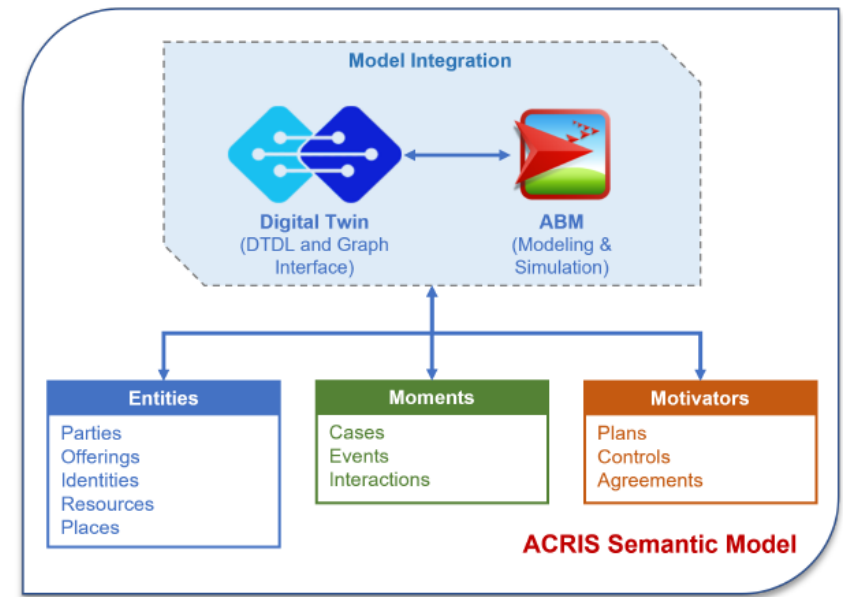 Model Integration
Digital Twin
(DTDL and Graph
Interface)
ABM
(Modeling &
Simulation)
Entities
Parties
Offerings
Identities
Resources
Places
Moments
Cases
Events
Interactions
Motivators
Plans
Controls
Agreements
ACRIS Semantic Model